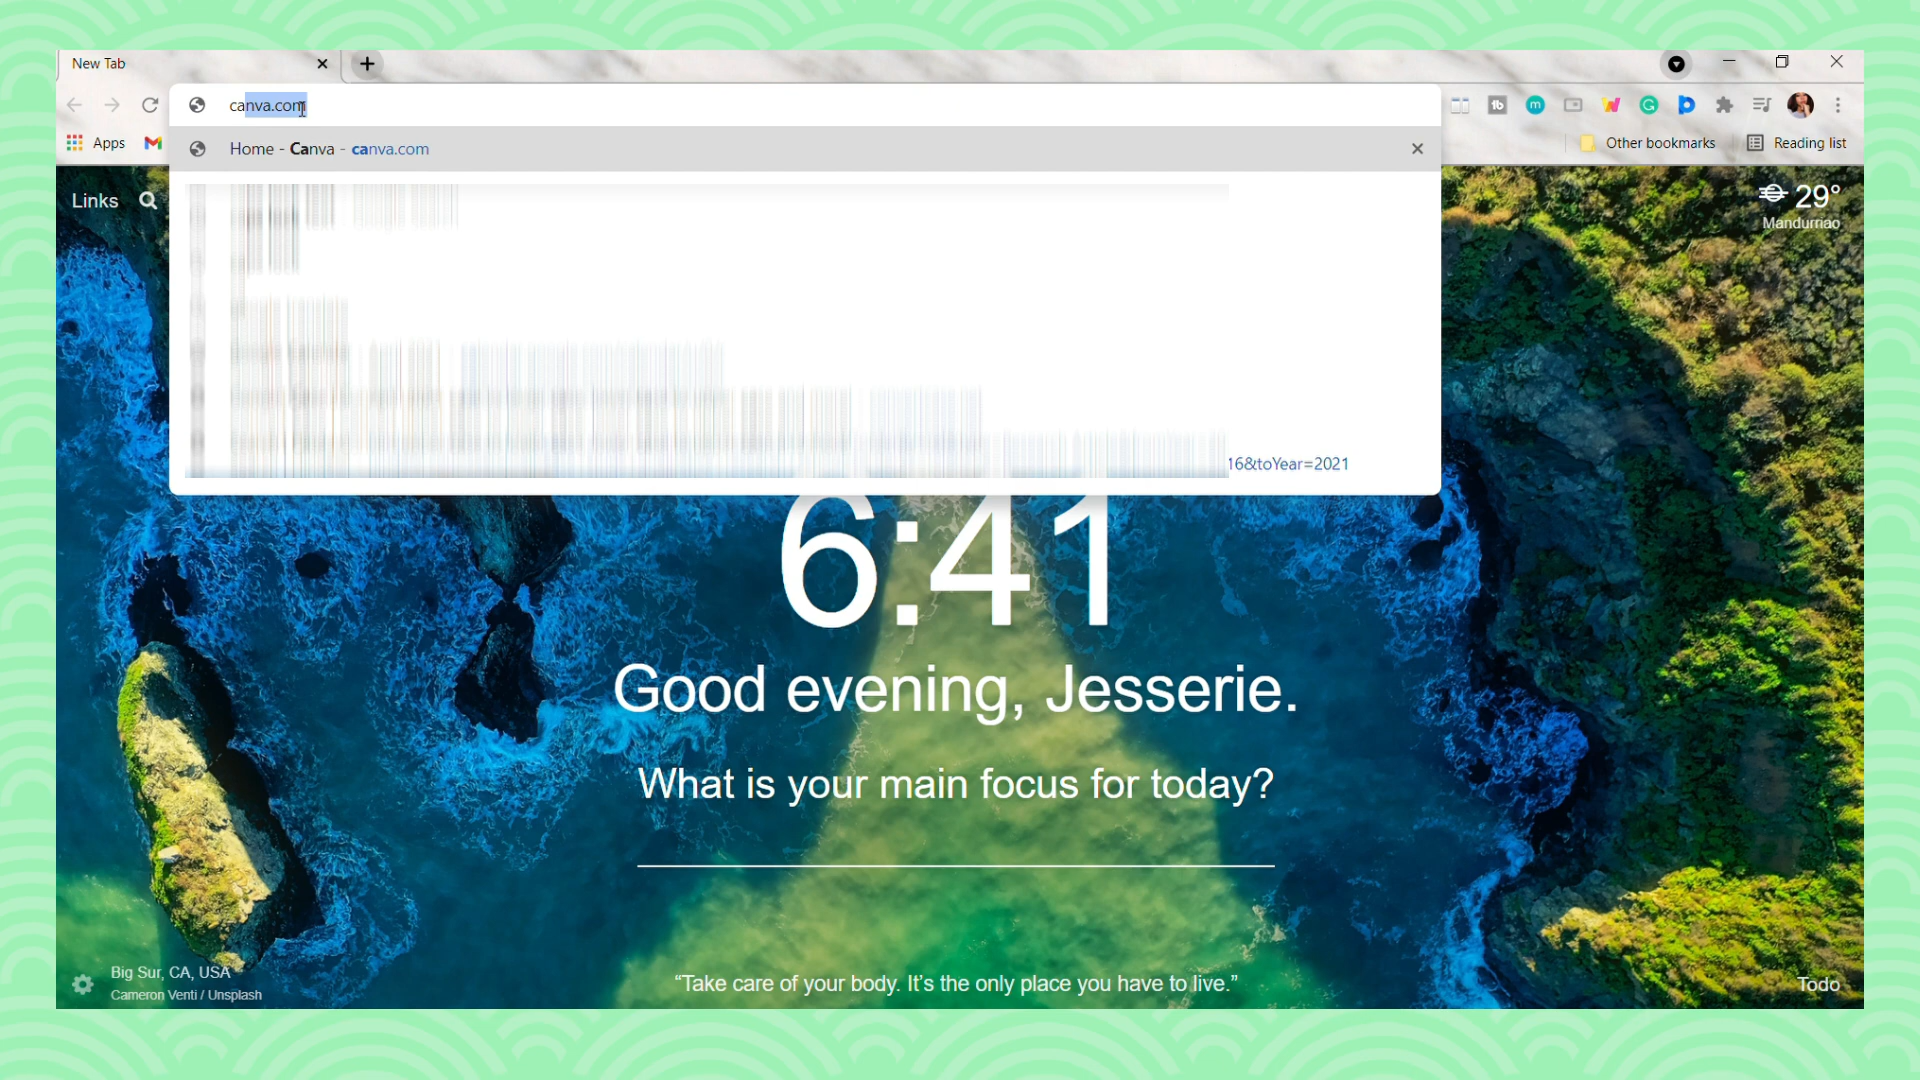 New Tab
canva.com
Home - Canva - canva.com
Apps
Other bookmarks
Reading list
Links
29°
Mandurriao
16&toYear=2021
6:41
Good evening, Jesserie.
What is your main focus for today?
Big Sur, CA, USA
Cameron Venti / Unsplash
“Take care of your body. It’s the only place you have to live.”
Todo